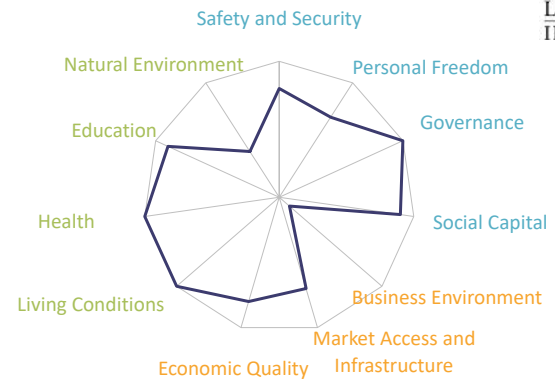 Safety and Security
Natural Environment
Personal Freedom
Education
Governance
Health
Social Capital
Living Conditions
Business Environment
Market Access and
Infrastructure
Economic Quality